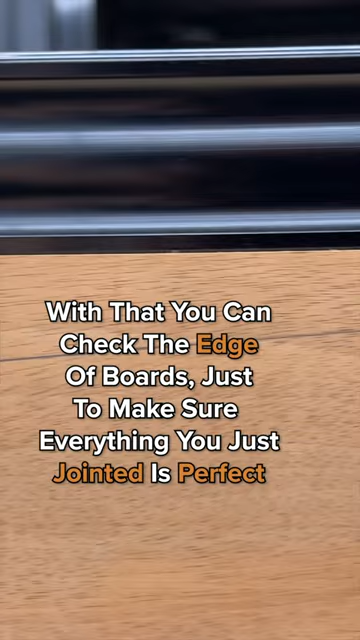 With That You Can
Check The Edge
Of Boards, Just
To Make Sure
Everything You Just
Jointed Is Perfect